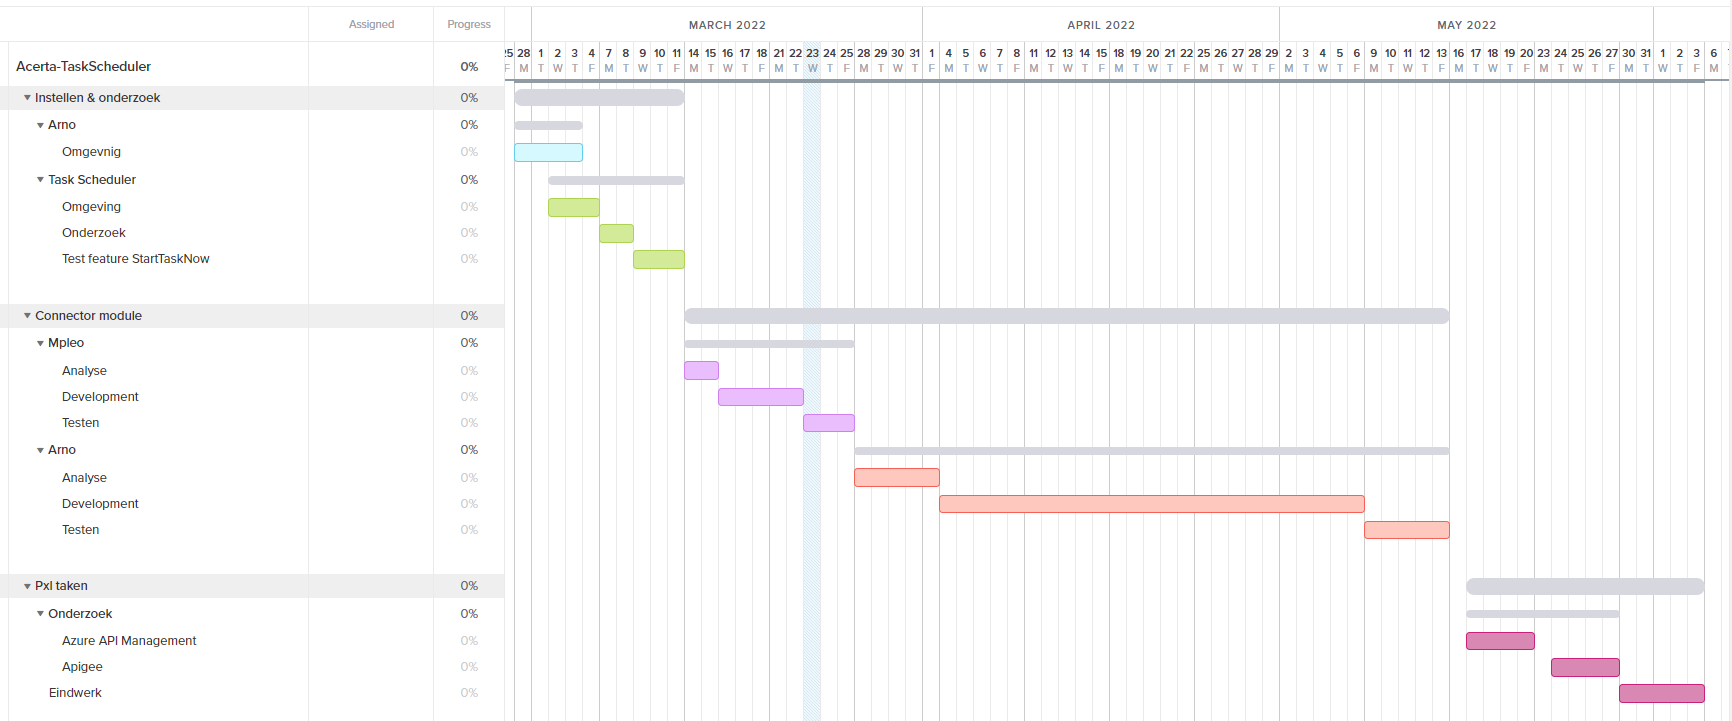 Assigned Progress MARCH 2022 APRIL 2022 MAY 2022
25 28 1 2 3 4 7 8 9 10 11 14 15 16 17 18 21 22 23 24 25 28 29 30 31 1 4 5 6 7 8 11 12 13 14 15 18 19 20 21 22 25 26 27 28 29 2 3 4 5 6 9 10 11 12 13 16 17 18 19 20 23 24 25 26 27 30 31 1 2 3 6
Acerta-TaskScheduler 0%
F M T W T F M T W T F M T W T F M T W T F M T W T F M T W T F M T W T F M T W T F M T W T F M T W T F M T W T F M T W T F M T W T F M T W T F M
Instellen & onderzoek 0%
Arno 0%
Omgevnig 0%
Task Scheduler 0%
Omgeving 0%
Onderzoek 0%
Test feature StartTaskNow 0%
Connector module 0%
Mpleo 0%
Analyse 0%
Development 0%
Testen 0%
Arno 0%
Analyse 0%
Development 0%
Testen 0%
Pxl taken 0%
Onderzoek 0%
Azure API Management 0%
Apigee 0%
Eindwerk 0%